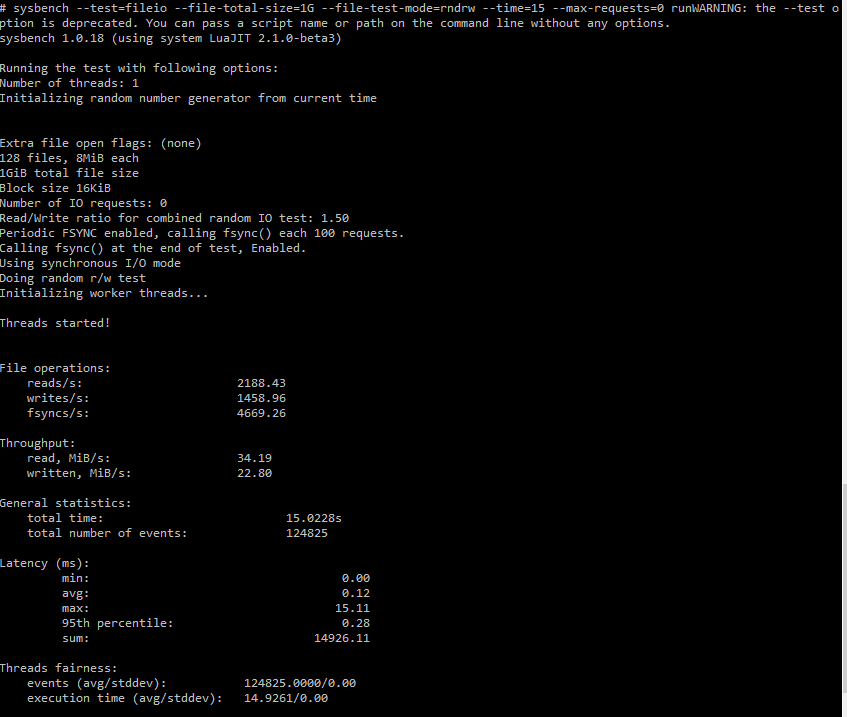 # sysbench --test=fileio --file-total-size=1G --file-test-mode=rndrw --time=15 --max-requests=0 runWARNING: the --test o
ption is deprecated. You can pass a script name or path on the command line without any options.
sysbench 1.0.18 (using system LuaJIT 2.1.0-beta3)
Running the test with following options:
Number of threads: 1
Initializing random number generator from current time
Extra file open flags: (none)
128 files, 8MiB each
1GiB total file size
Block size 16KiB
Number of IO requests: 0
Read/Write ratio for combined random IO test: 1.50
Periodic FSYNC enabled, calling fsync() each 100 requests.
Calling fsync() at the end of test, Enabled.
Using synchronous I/O mode
Doing random r/w test
Initializing worker threads...
Threads started!
File operations:
reads/s: 2188.43
writes/s: 1458.96
fsyncs/s: 4669.26
Throughput:
read, MiB/s: 34.19
written, MiB/s: 22.80
General statistics:
total time: 15.0228s
total number of events: 124825
Latency (ms):
min: 0.00
avg: 0.12
max: 15.11
95th percentile: 0.28
sum: 14926.11
Threads fairness:
events (avg/stddev): 124825.0000/0.00
execution time (avg/stddev): 14.9261/0.00